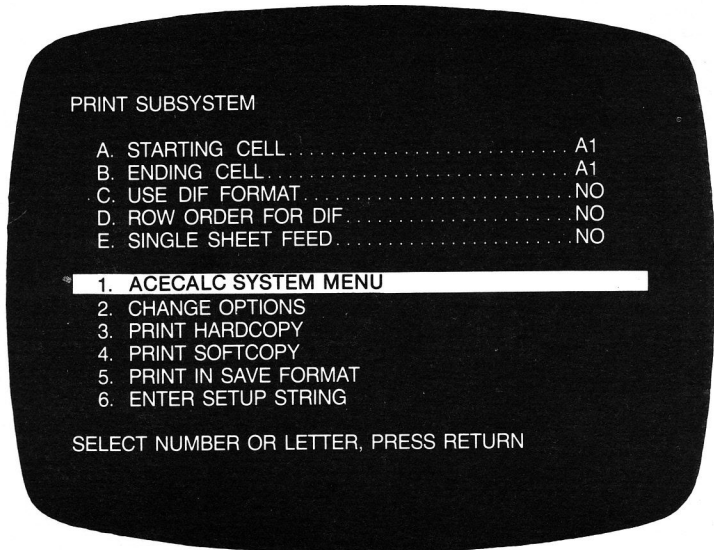 PRINT SUBSYSTEM
A. STARTING CELL............................A1
B. ENDING CELL..............................A1
C. USE DIF FORMAT...........................NO
D. ROW ORDER FOR DIF........................NO
E. SINGLE SHEET FEED........................NO
1. ACECALC SYSTEM MENU
2. CHANGE OPTIONS
3. PRINT HARDCOPY
4. PRINT SOFTCOPY
5. PRINT IN SAVE FORMAT
6. ENTER SETUP STRING
SELECT NUMBER OR LETTER, PRESS RETURN